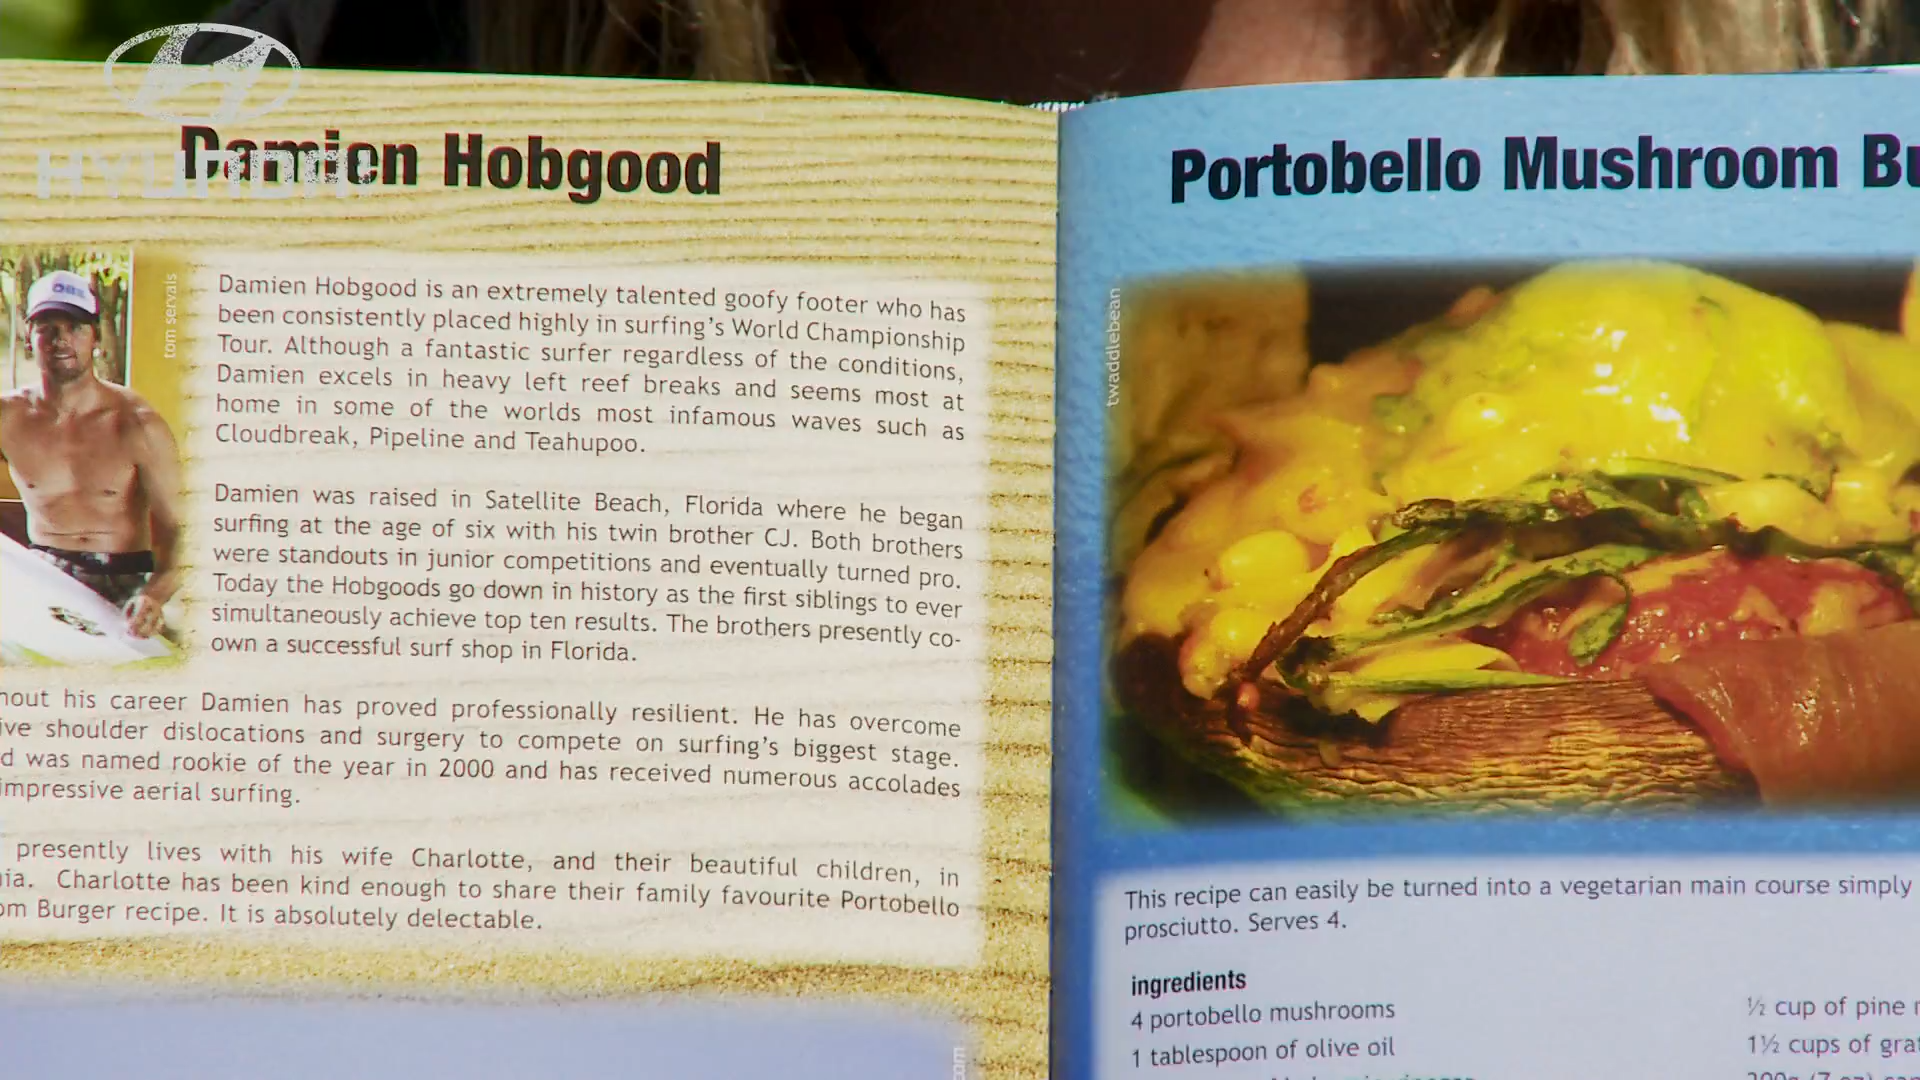 HYUNDAI
Damien Hobgood
tom servais
Damien Hobgood is an extremely talented goofy footer who has
been consistently placed highly in surfing's World Championship
Tour. Although a fantastic surfer regardless of the conditions,
Damien excels in heavy left reef breaks and seems most at
home in some of the worlds most infamous waves such as
Cloudbreak, Pipeline and Teahupoo.
Damien was raised in Satellite Beach, Florida where he began
surfing at the age of six with his twin brother CJ. Both brothers
were standouts in junior competitions and eventually turned pro.
Today the Hobgoods go down in history as the first siblings to ever
simultaneously achieve top ten results. The brothers presently co-
own a successful surf shop in Florida.
his career Damien has proved professionally resilient. He has overcome
shoulder dislocations and surgery to compete on surfing's biggest stage.
was named rookie of the year in 2000 and has received numerous accolades
impressive aerial surfing.
presently lives with his wife Charlotte, and their beautiful children, in
Charlotte has been kind enough to share their family favourite Portobello
Burger recipe. It is absolutely delectable.
Portobello Mushroom Bu
twaddlebean
This recipe can easily be turned into a vegetarian main course simply
prosciutto. Serves 4.
ingredients
4 portobello mushrooms
1 tablespoon of olive oil
½ cup of pine
1½ cups of grat